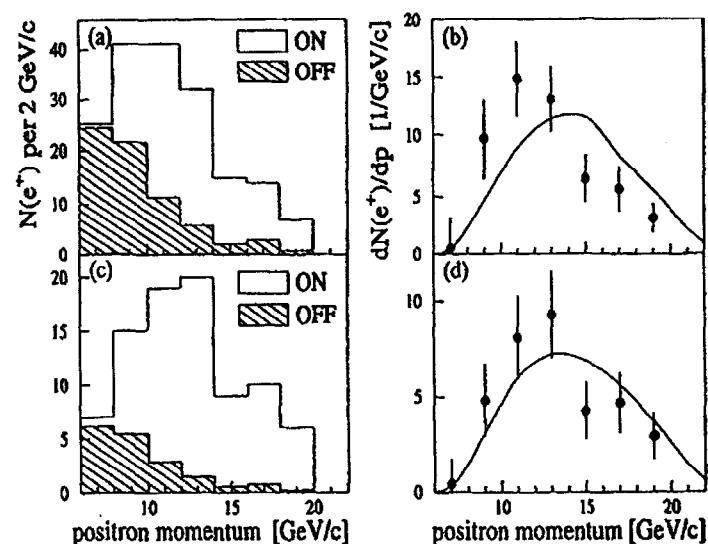 (a)
ON
OFF
N(e⁺) per 2 GeV/c
40
30
20
10
0
(b)
dN(e⁺)/dp [1/GeV/c]
20
15
10
5
0
(c)
ON
OFF
20
15
10
5
0
10 15 20
positron momentum [GeV/c]
(d)
10
5
0
10 15 20
positron momentum [GeV/c]